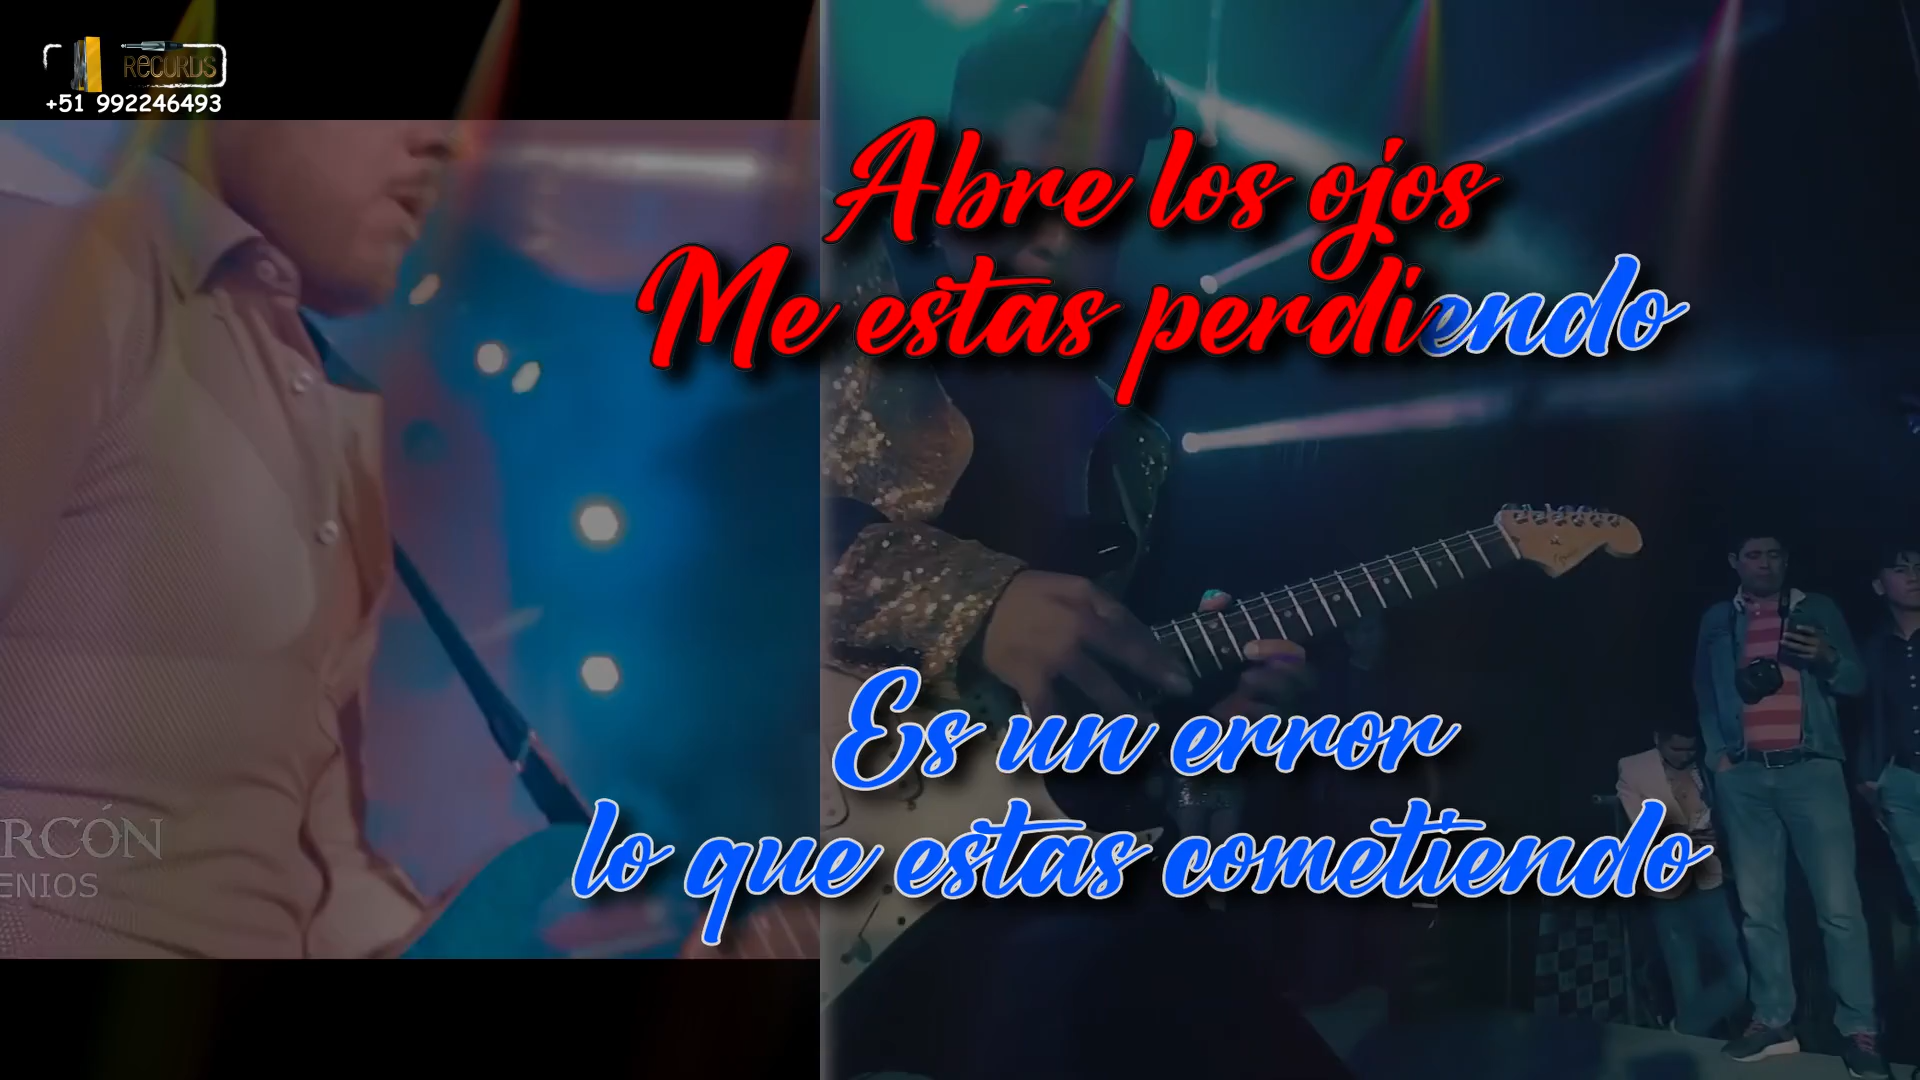 RECORDS
+51 992246493
Abre los ojos
Me estas perdiendo
Es un error
lo que estas cometiendo
RCÓN
ENIOS